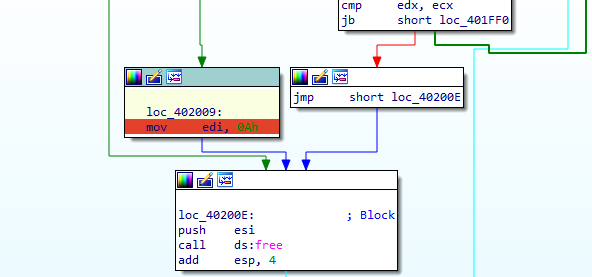 cmp     edx, ecx
jb      short loc_401FF0
loc_402009:
mov     edi, 0Ah
jmp     short loc_40200E
loc_40200E:             ; Block
push    esi
call    ds:free
add     esp, 4